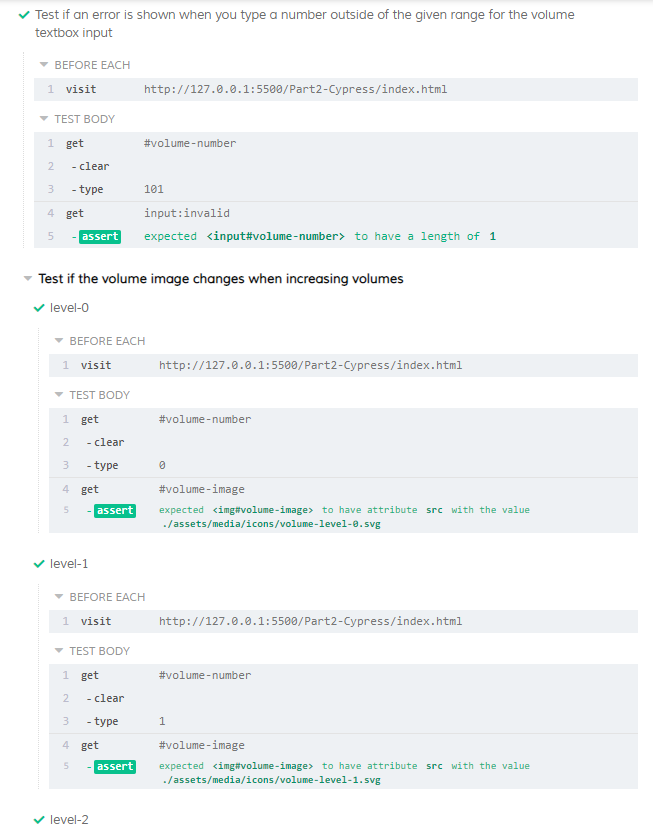 Test if an error is shown when you type a number outside of the given range for the volume
textbox input
BEFORE EACH
1 visit http://127.0.0.1:5500/Part2-Cypress/index.html
TEST BODY
1 get #volume-number
2 -clear
3 -type 101
4 get input:invalid
5 -assert expected <input#volume-number> to have a length of 1
Test if the volume image changes when increasing volumes
level-0
BEFORE EACH
1 visit http://127.0.0.1:5500/Part2-Cypress/index.html
TEST BODY
1 get #volume-number
2 -clear
3 -type 0
4 get #volume-image
5 -assert expected <img#volume-image> to have attribute src with the value
./assets/media/icons/volume-level-0.svg
level-1
BEFORE EACH
1 visit http://127.0.0.1:5500/Part2-Cypress/index.html
TEST BODY
1 get #volume-number
2 -clear
3 -type 1
4 get #volume-image
5 -assert expected <img#volume-image> to have attribute src with the value
./assets/media/icons/volume-level-1.svg
level-2